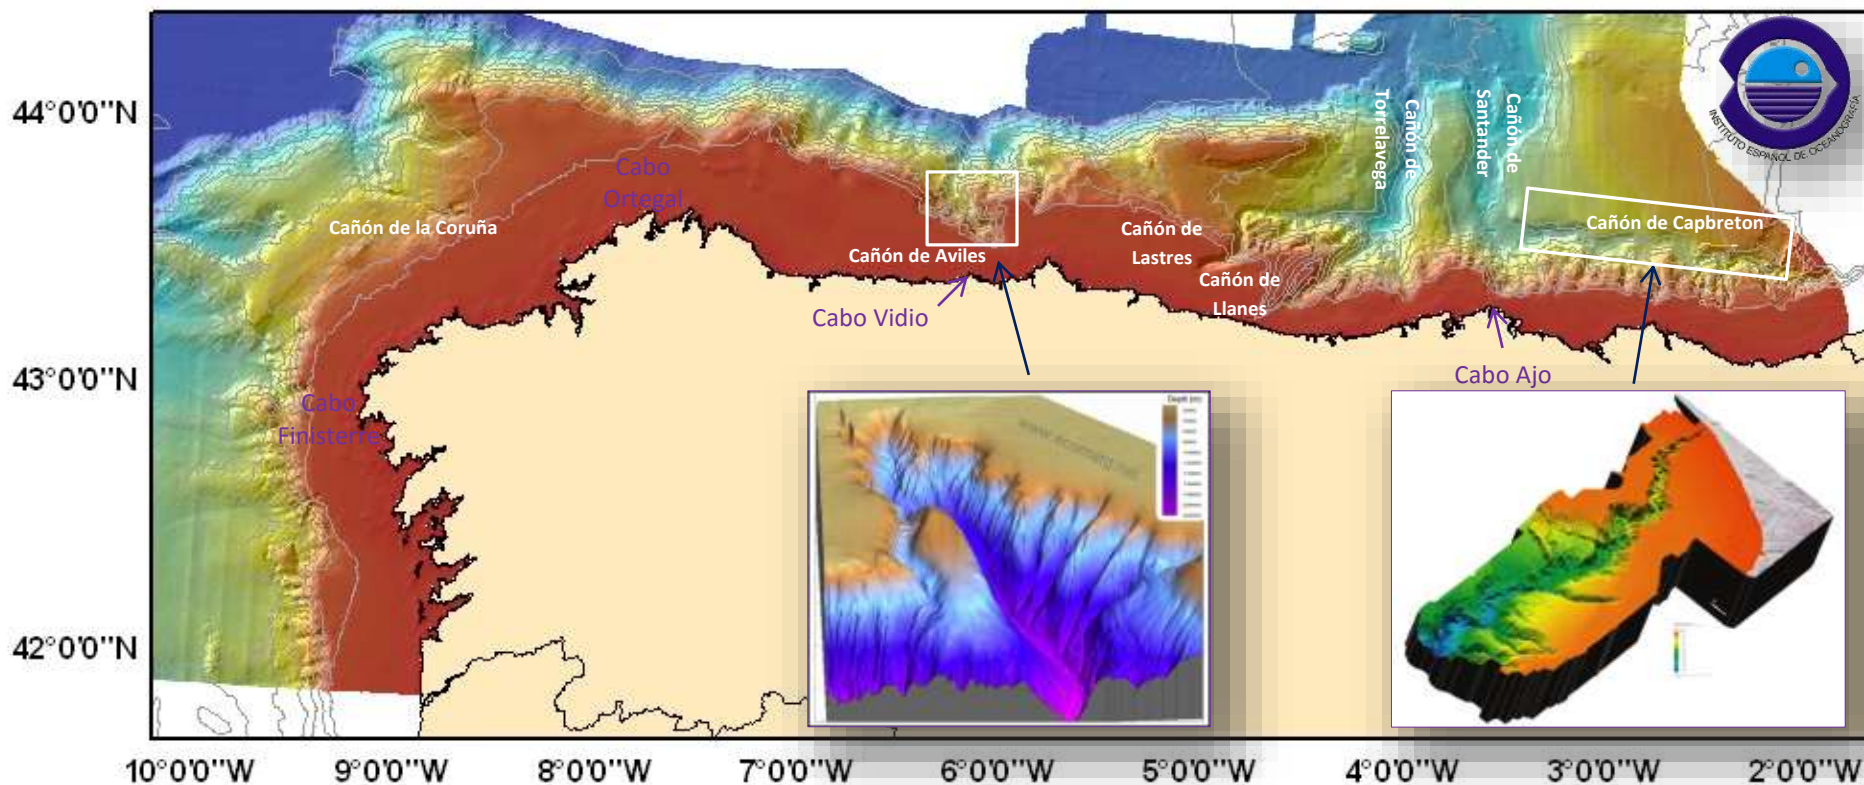 44°0'0"N
43°0'0"N
42°0'0"N
10°0'0"W
9°0'0"W
8°0'0"W
7°0'0"W
6°0'0"W
5°0'0"W
4°0'0"W
3°0'0"W
2°0'0"W
Cabo
Ortegal
Cañón de la Coruña
Cabo
Finisterre
Cañón de Aviles
Cabo Vidio
Cañón de
Lastres
Cañón de
Llanes
Cañón de
Torrelavega
Cañón de
Santander
Cañón de Capbreton
Cabo Ajo
INSTITUTO ESPAÑOL DE OCEANOGRAFÍA
Depth (m)